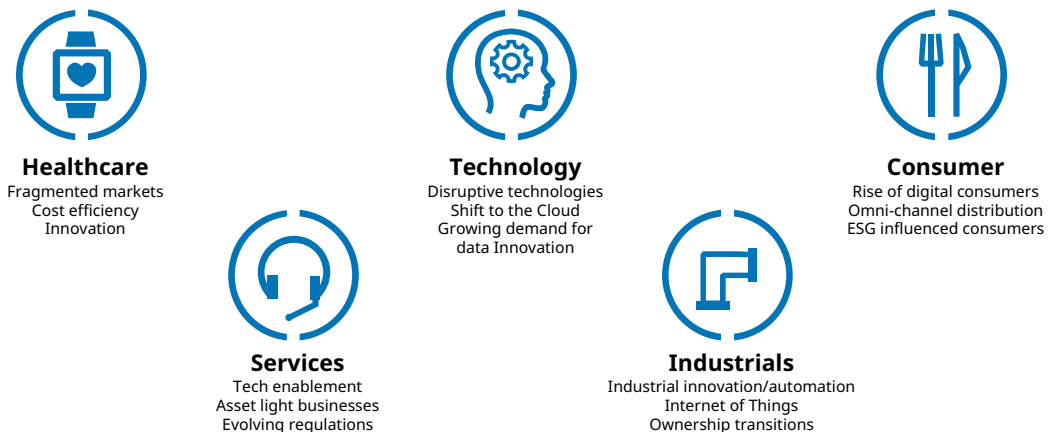 Healthcare
Fragmented markets
Cost efficiency
Innovation
Technology
Disruptive technologies
Shift to the Cloud
Growing demand for
data Innovation
Consumer
Rise of digital consumers
Omni-channel distribution
ESG influenced consumers
Services
Tech enablement
Asset light businesses
Evolving regulations
Industrials
Industrial innovation/automation
Internet of Things
Ownership transitions